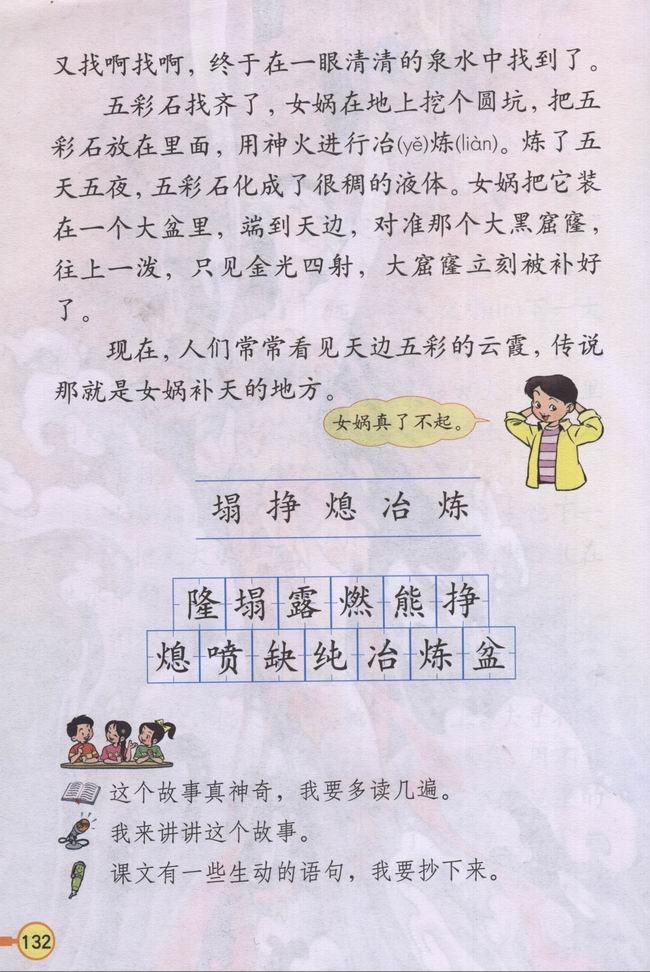 又找啊找啊，终于在一眼清清的泉水中找到了。
五彩石找齐了，女娲在地上挖个圆坑，把五
彩石放在里面，用神火进行冶(yě)炼(liàn)。炼了五
天五夜，五彩石化成了很稠的液体。女娲把它装
在一个大盆里，端到天边，对准那个大黑窟窿，
往上一泼，只见金光四射，大窟窿立刻被补好
了。
现在，人们常常看见天边五彩的云霞，传说
那就是女娲补天的地方。
女娲真了不起。
塌 挣 熄 冶 炼
隆塌露燃熊挣
熄喷缺纯冶炼盆
这个故事真神奇，我要多读几遍。
我来讲讲这个故事。
课文有一些生动的语句，我要抄下来。
132